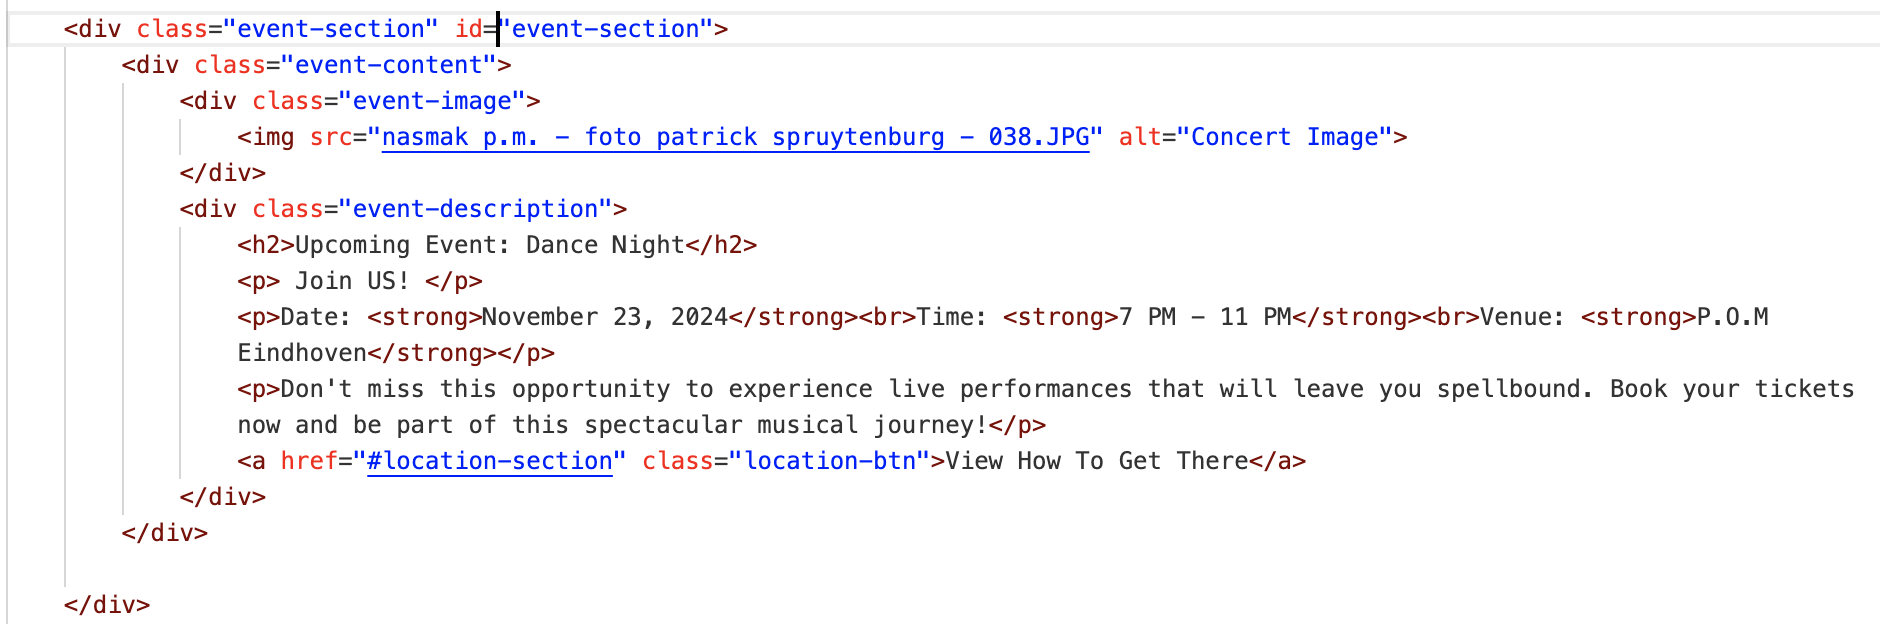 <div class="event-section" id="event-section">
<div class="event-content">
<div class="event-image">
<img src="nasmak p.m. - foto patrick spruytenburg - 038.JPG" alt="Concert Image">
</div>
<div class="event-description">
<h2>Upcoming Event: Dance Night</h2>
<p> Join US! </p>
<p>Date: <strong>November 23, 2024</strong><br>Time: <strong>7 PM - 11 PM</strong><br>Venue: <strong>P.O.M
Eindhoven</strong></p>
<p>Don't miss this opportunity to experience live performances that will leave you spellbound. Book your tickets
now and be part of this spectacular musical journey!</p>
<a href="#location-section" class="location-btn">View How To Get There</a>
</div>
</div>
</div>